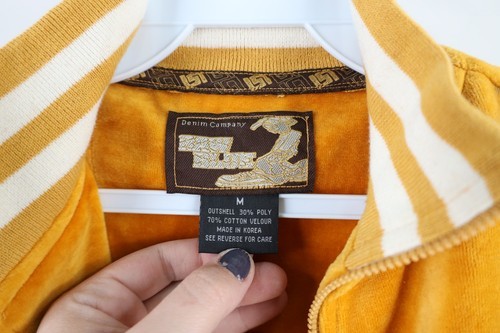 Denim Company
M
OUTSHELL 30% POLY
70% COTTON VELOUR
MADE IN KOREA
SEE REVERSE FOR CARE